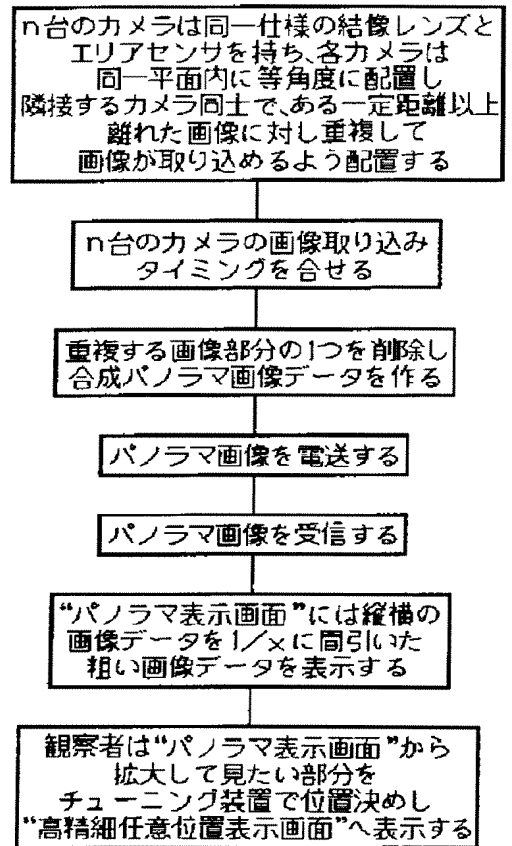 n台のカメラは同一仕様の結像レンズと
エリアセンサを持ち、各カメラは
同一平面内に等角度に配置し
隣接するカメラ同士で、ある一定距離以上
離れた画像に対し重複して
画像が取り込めるよう配置する
n台のカメラの画像取り込み
タイミングを合せる
重複する画像部分の1つを削除し
合成パノラマ画像データを作る
パノラマ画像を電送する
パノラマ画像を受信する
“パノラマ表示画面”には縦横の
画像データを1/xに間引いた
粗い画像データを表示する
観察者は“パノラマ表示画面”から
拡大して見たい部分を
チューニング装置で位置決めし
“高精細任意位置表示画面”へ表示する